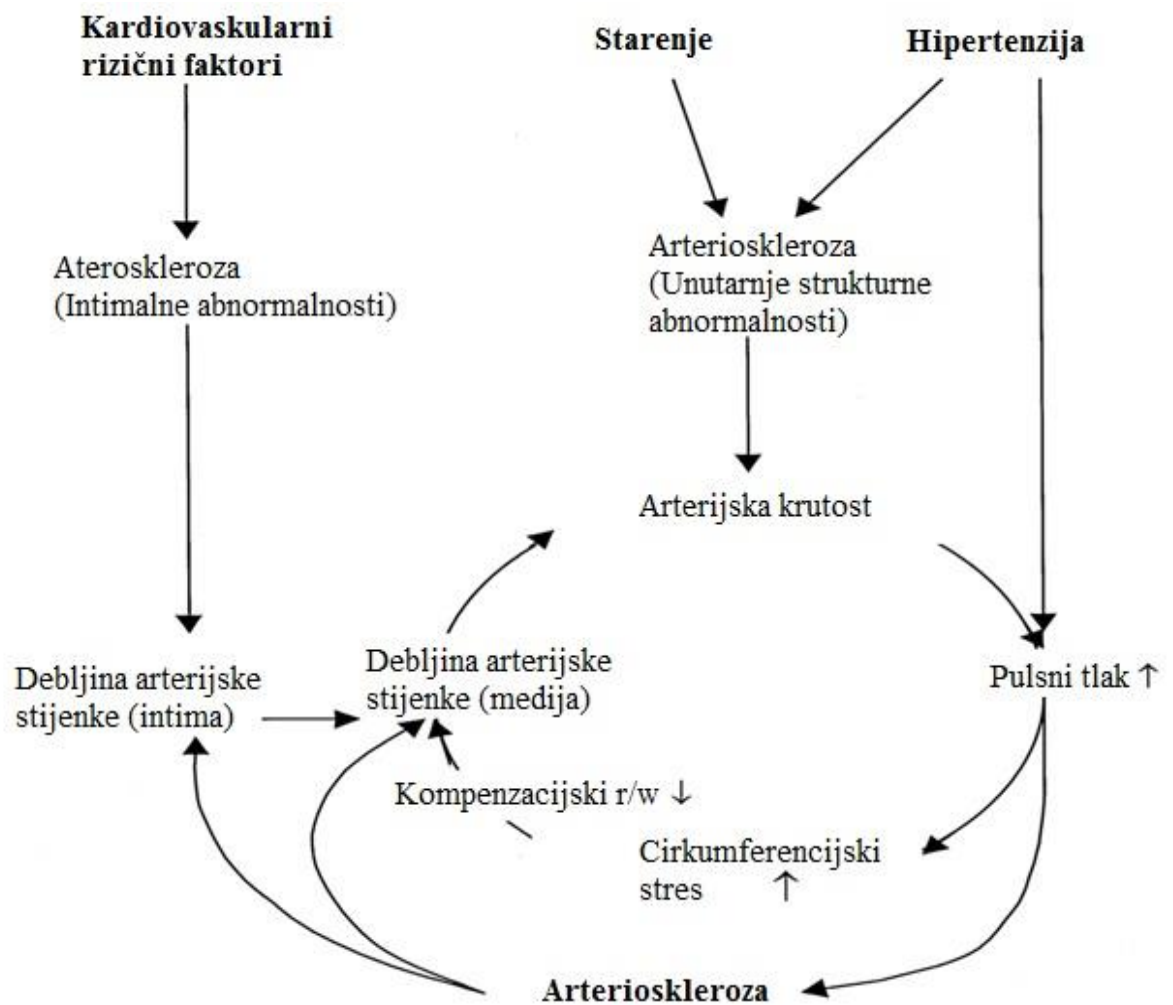 Kardiovaskularni
rizični faktori
Starenje
Hipertenzija
Ateroskleroza
(Intimalne abnormalnosti)
Arterioskleroza
(Unutarnje strukturne
abnormalnosti)
Arterijska krutost
Debljina arterijske
stijenke (intima)
Debljina arterijske
stijenke (medija)
Pulsni tlak ↑
Kompenzacijski r/w ↓
Cirkumferencijski
stres ↑
Arterioskleroza